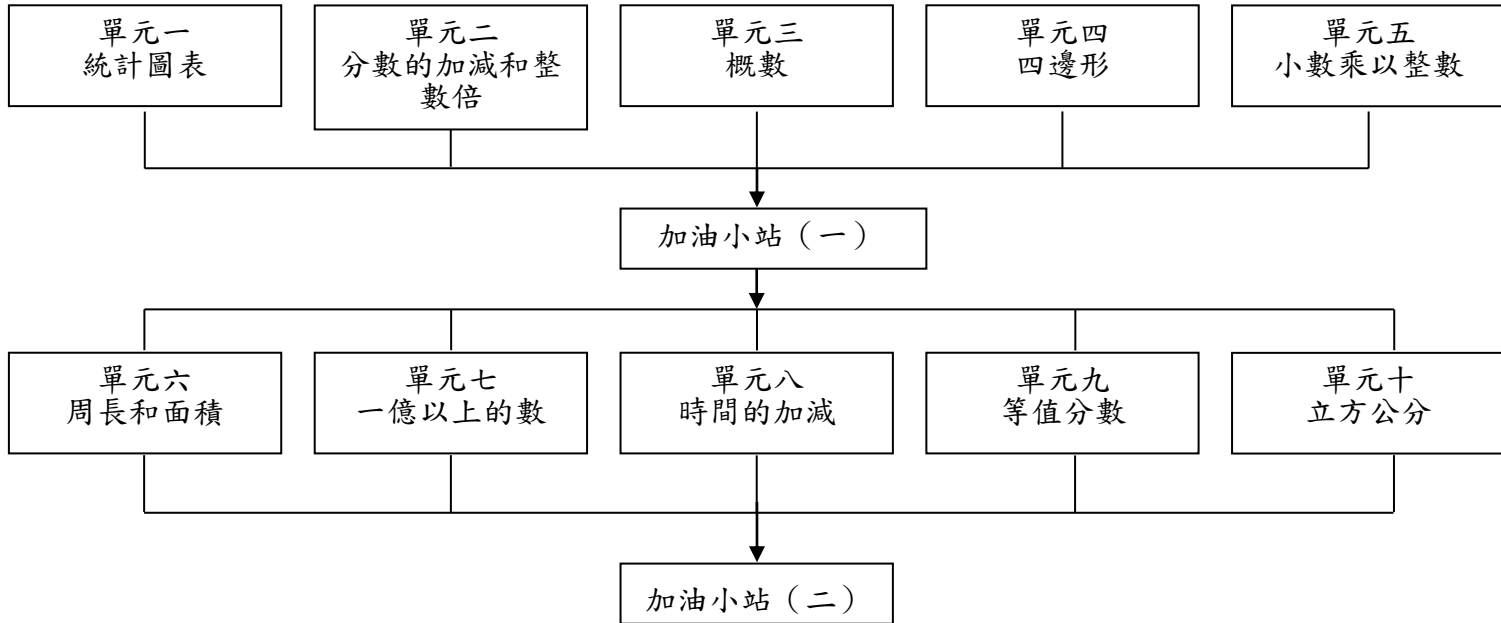 單元一
統計圖表
單元二
分數的加減和整
數倍
單元三
概數
單元四
四邊形
單元五
小數乘以整數
加油小站（一）
單元六
周長和面積
單元七
一億以上的數
單元八
時間的加減
單元九
等值分數
單元十
立方公分
加油小站（二）